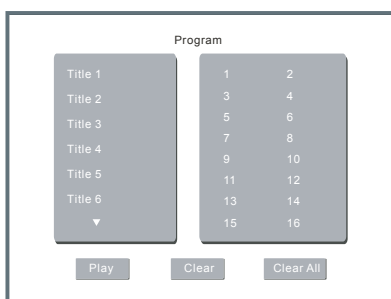 Program
Title 1
Title 2
Title 3
Title 4
Title 5
Title 6
▼
1 2
3 4
5 6
7 8
9 10
11 12
13 14
15 16
Play Clear Clear All